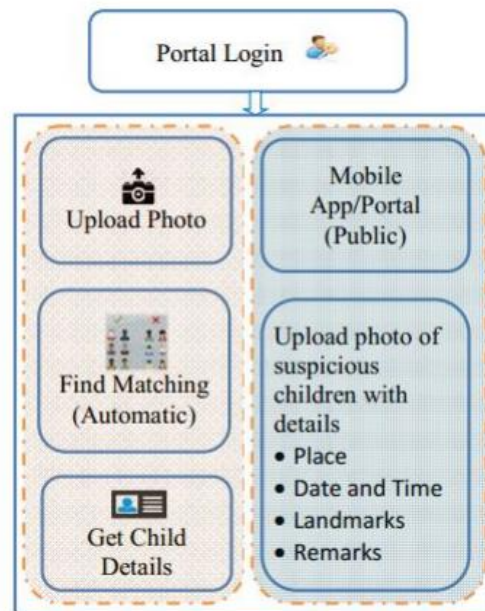 Portal Login
Upload Photo
Find Matching
(Automatic)
Get Child
Details
Mobile
App/Portal
(Public)
Upload photo of
suspicious
children with
details
• Place
• Date and Time
• Landmarks
• Remarks